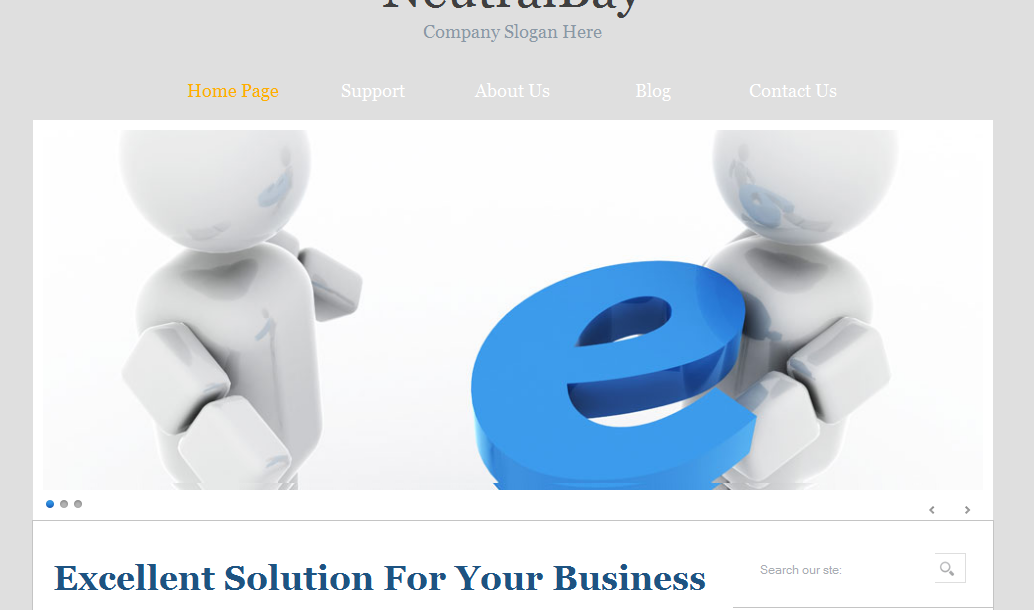 NeutralBay
Company Slogan Here
Home Page Support About Us Blog Contact Us
e
Excellent Solution For Your Business
Search our ste: